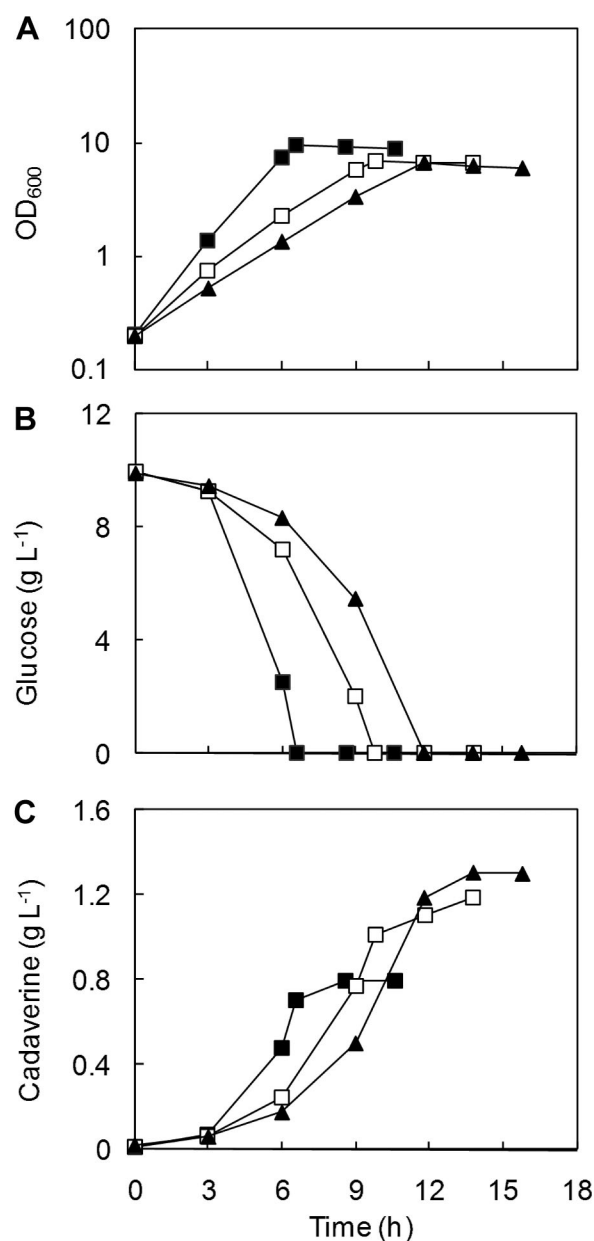 A
100
10
1
0.1
OD₆₀₀
B
12
8
4
0
Glucose (g L⁻¹)
C
1.6
1.2
0.8
0.4
0
Cadaverine (g L⁻¹)
0 3 6 9 12 15 18
Time (h)